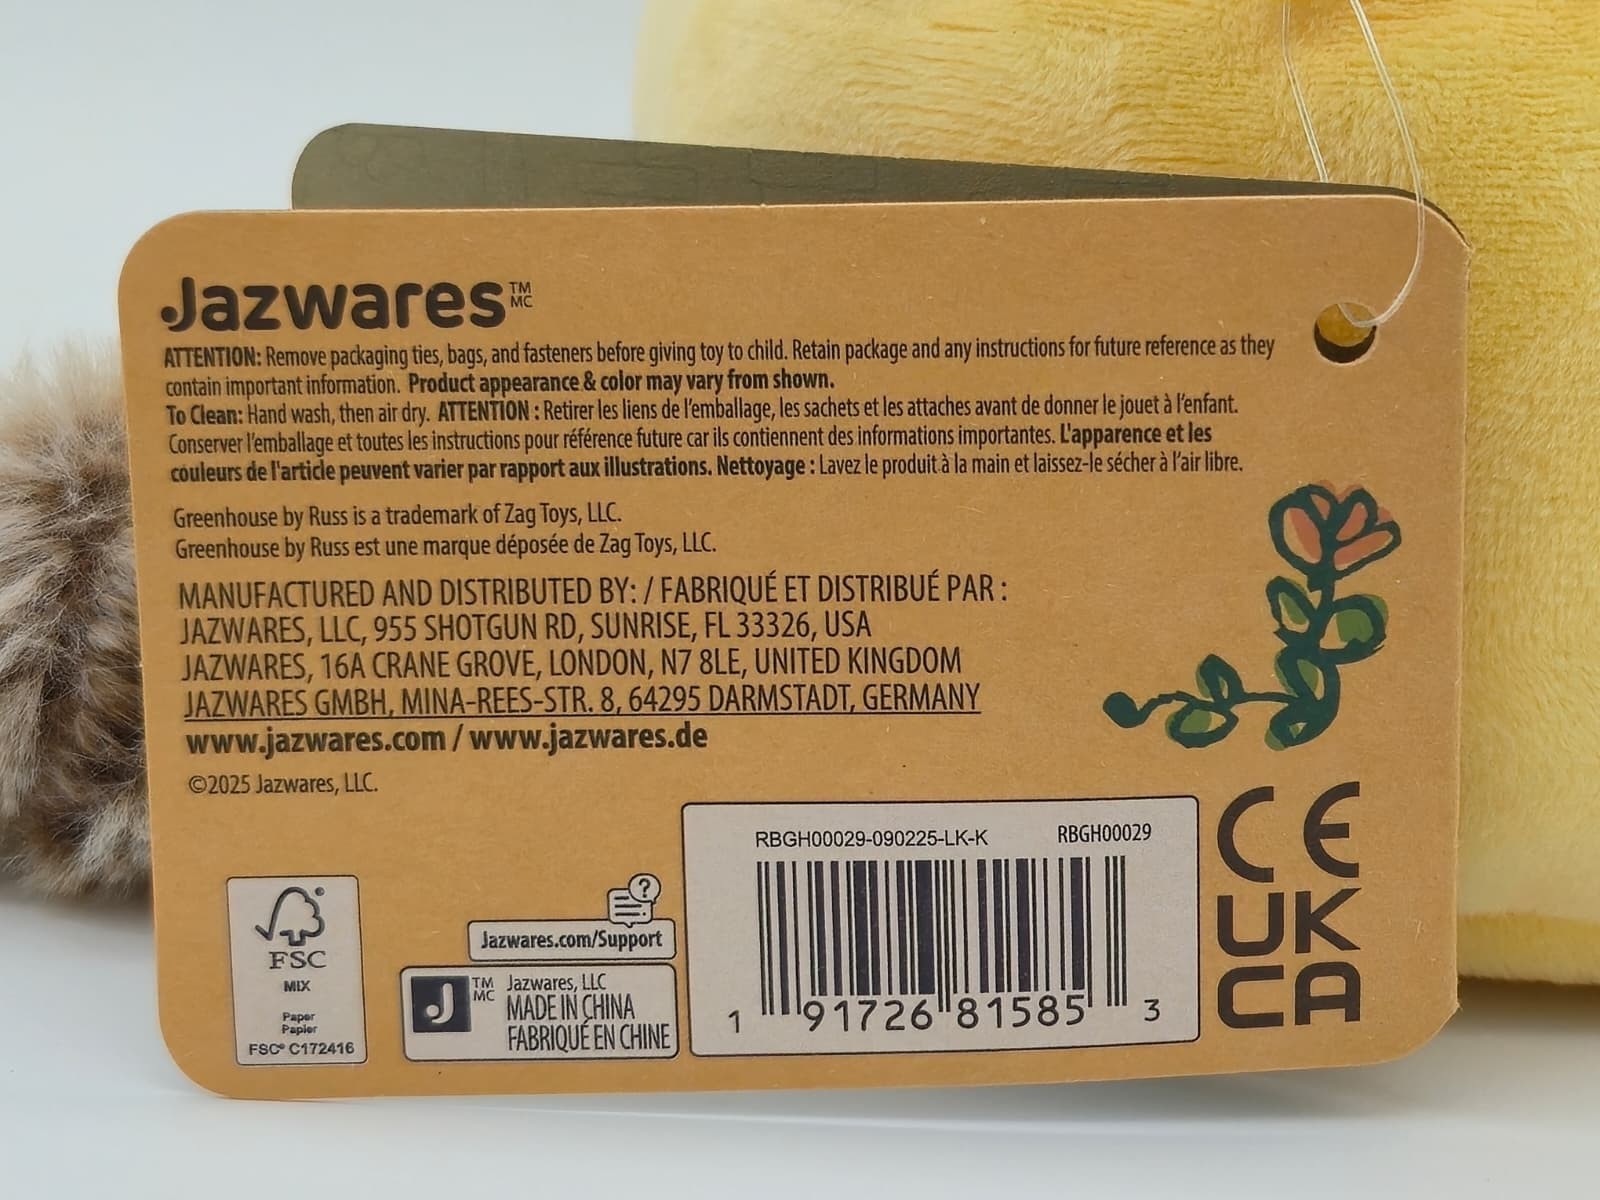 Jazwares™ MC
ATTENTION: Remove packaging ties, bags, and fasteners before giving toy to child. Retain package and any instructions for future reference as they
contain important information. Product appearance & color may vary from shown.
To Clean: Hand wash, then air dry. ATTENTION : Retirer les liens de l'emballage, les sachets et les attaches avant de donner le jouet à l'enfant.
Conserver l'emballage et toutes les instructions pour référence future car ils contiennent des informations importantes. L'apparence et les
couleurs de l'article peuvent varier par rapport aux illustrations. Nettoyage : Lavez le produit à la main et laissez-le sécher à l'air libre.
Greenhouse by Russ is a trademark of Zag Toys, LLC.
Greenhouse by Russ est une marque déposée de Zag Toys, LLC.
MANUFACTURED AND DISTRIBUTED BY: / FABRIQUÉ ET DISTRIBUÉ PAR :
JAZWARES, LLC, 955 SHOTGUN RD, SUNRISE, FL 33326, USA
JAZWARES, 16A CRANE GROVE, LONDON, N7 8LE, UNITED KINGDOM
JAZWARES GMBH, MINA-REES-STR. 8, 64295 DARMSTADT, GERMANY
www.jazwares.com / www.jazwares.de
©2025 Jazwares, LLC.
FSC
MIX
Paper
Papier
FSC® C172416
?
Jazwares.com/Support
J ™ MC
Jazwares, LLC
MADE IN CHINA
FABRIQUÉ EN CHINE
RBGH00029-090225-LK-K RBGH00029
1 91726 81585 3
CE
UK
CA